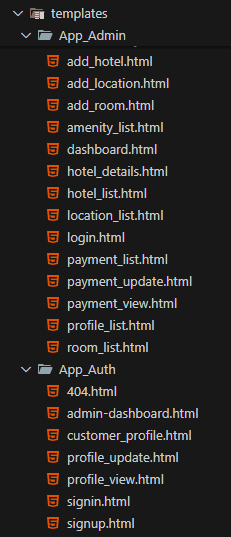 templates
App_Admin
add_hotel.html
add_location.html
add_room.html
amenity_list.html
dashboard.html
hotel_details.html
hotel_list.html
location_list.html
login.html
payment_list.html
payment_update.html
payment_view.html
profile_list.html
room_list.html
App_Auth
404.html
admin-dashboard.html
customer_profile.html
profile_update.html
profile_view.html
signin.html
signup.html